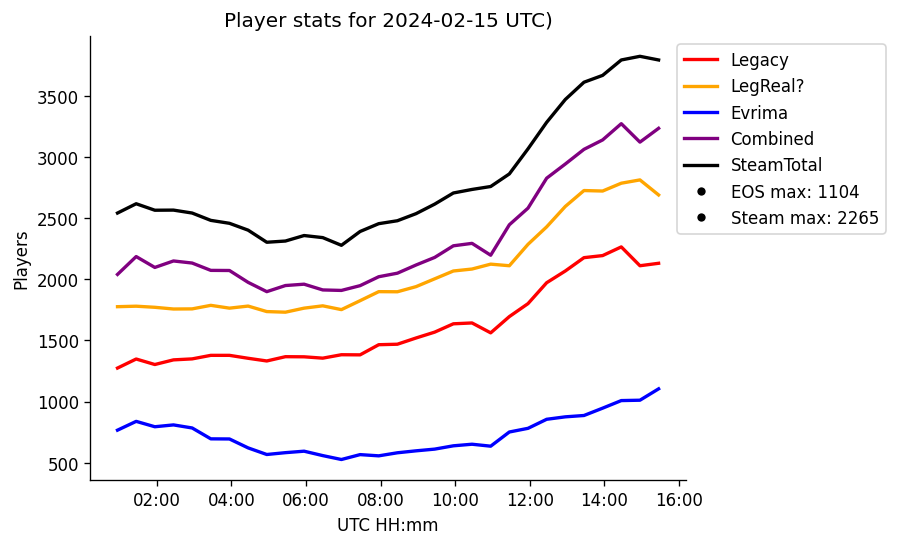 Player stats for 2024-02-15 UTC)
Legacy
LegReal?
Evrima
Combined
SteamTotal
EOS max: 1104
Steam max: 2265
Players
3500
3000
2500
2000
1500
1000
500
02:00 04:00 06:00 08:00 10:00 12:00 14:00 16:00
UTC HH:mm